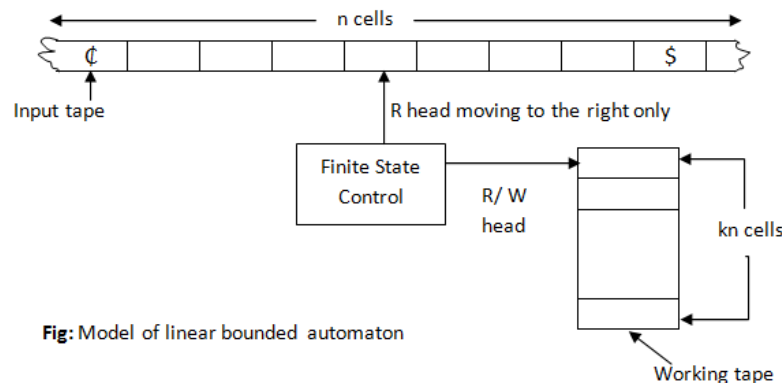 n cells
¢
$
Input tape
R head moving to the right only
Finite State
Control
R/ W
head
kn cells
Fig: Model of linear bounded automaton
Working tape